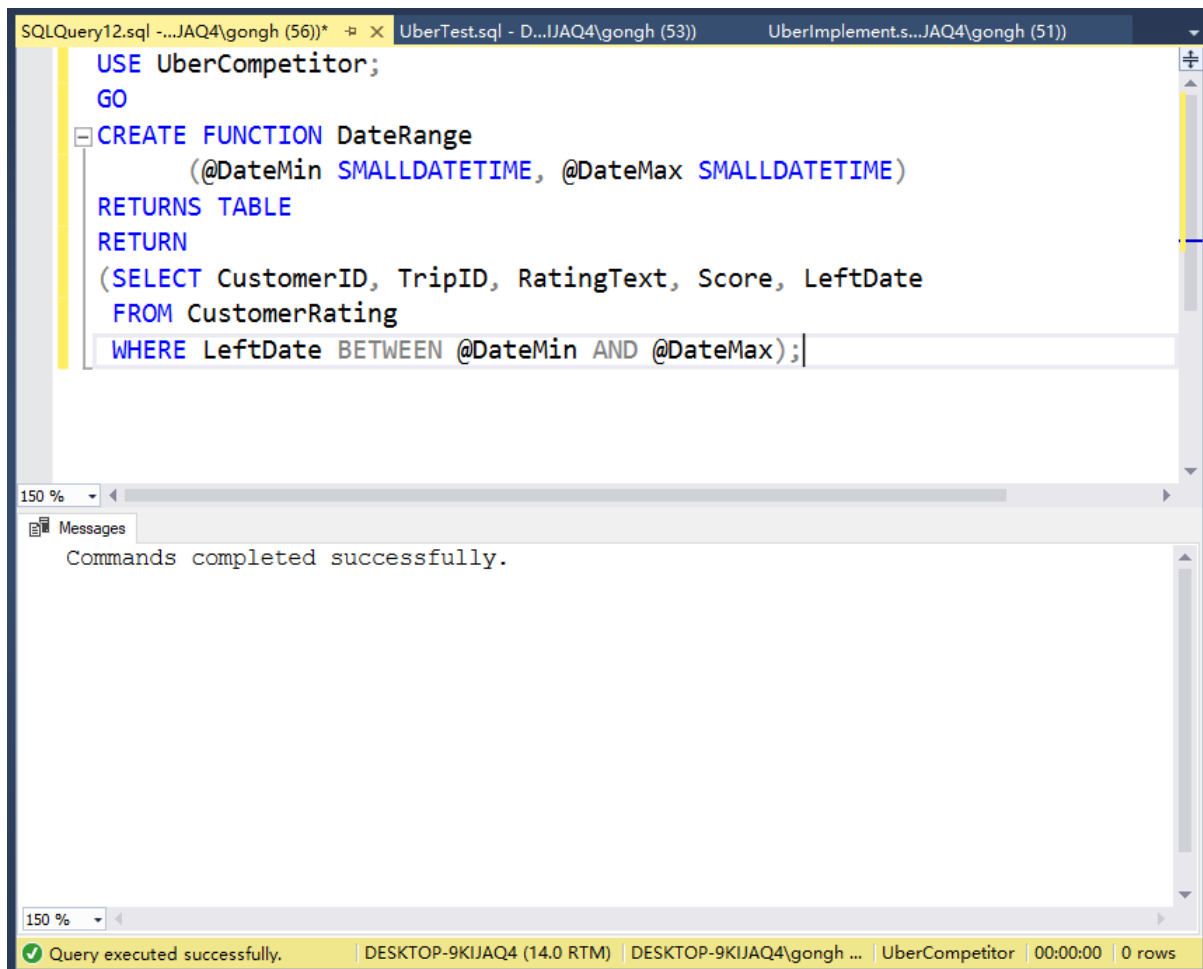 SQLQuery12.sql -...JAQ4\gongh (56))* UberTest.sql - D...IJAQ4\gongh (53)) UberImplement.s...JAQ4\gongh (51))
USE UberCompetitor;
GO
CREATE FUNCTION DateRange
(@DateMin SMALLDATETIME, @DateMax SMALLDATETIME)
RETURNS TABLE
RETURN
(SELECT CustomerID, TripID, RatingText, Score, LeftDate
FROM CustomerRating
WHERE LeftDate BETWEEN @DateMin AND @DateMax);
150 %
Messages
Commands completed successfully.
150 %
Query executed successfully. DESKTOP-9KIJAQ4 (14.0 RTM) DESKTOP-9KIJAQ4\gongh ... UberCompetitor 00:00:00 0 rows